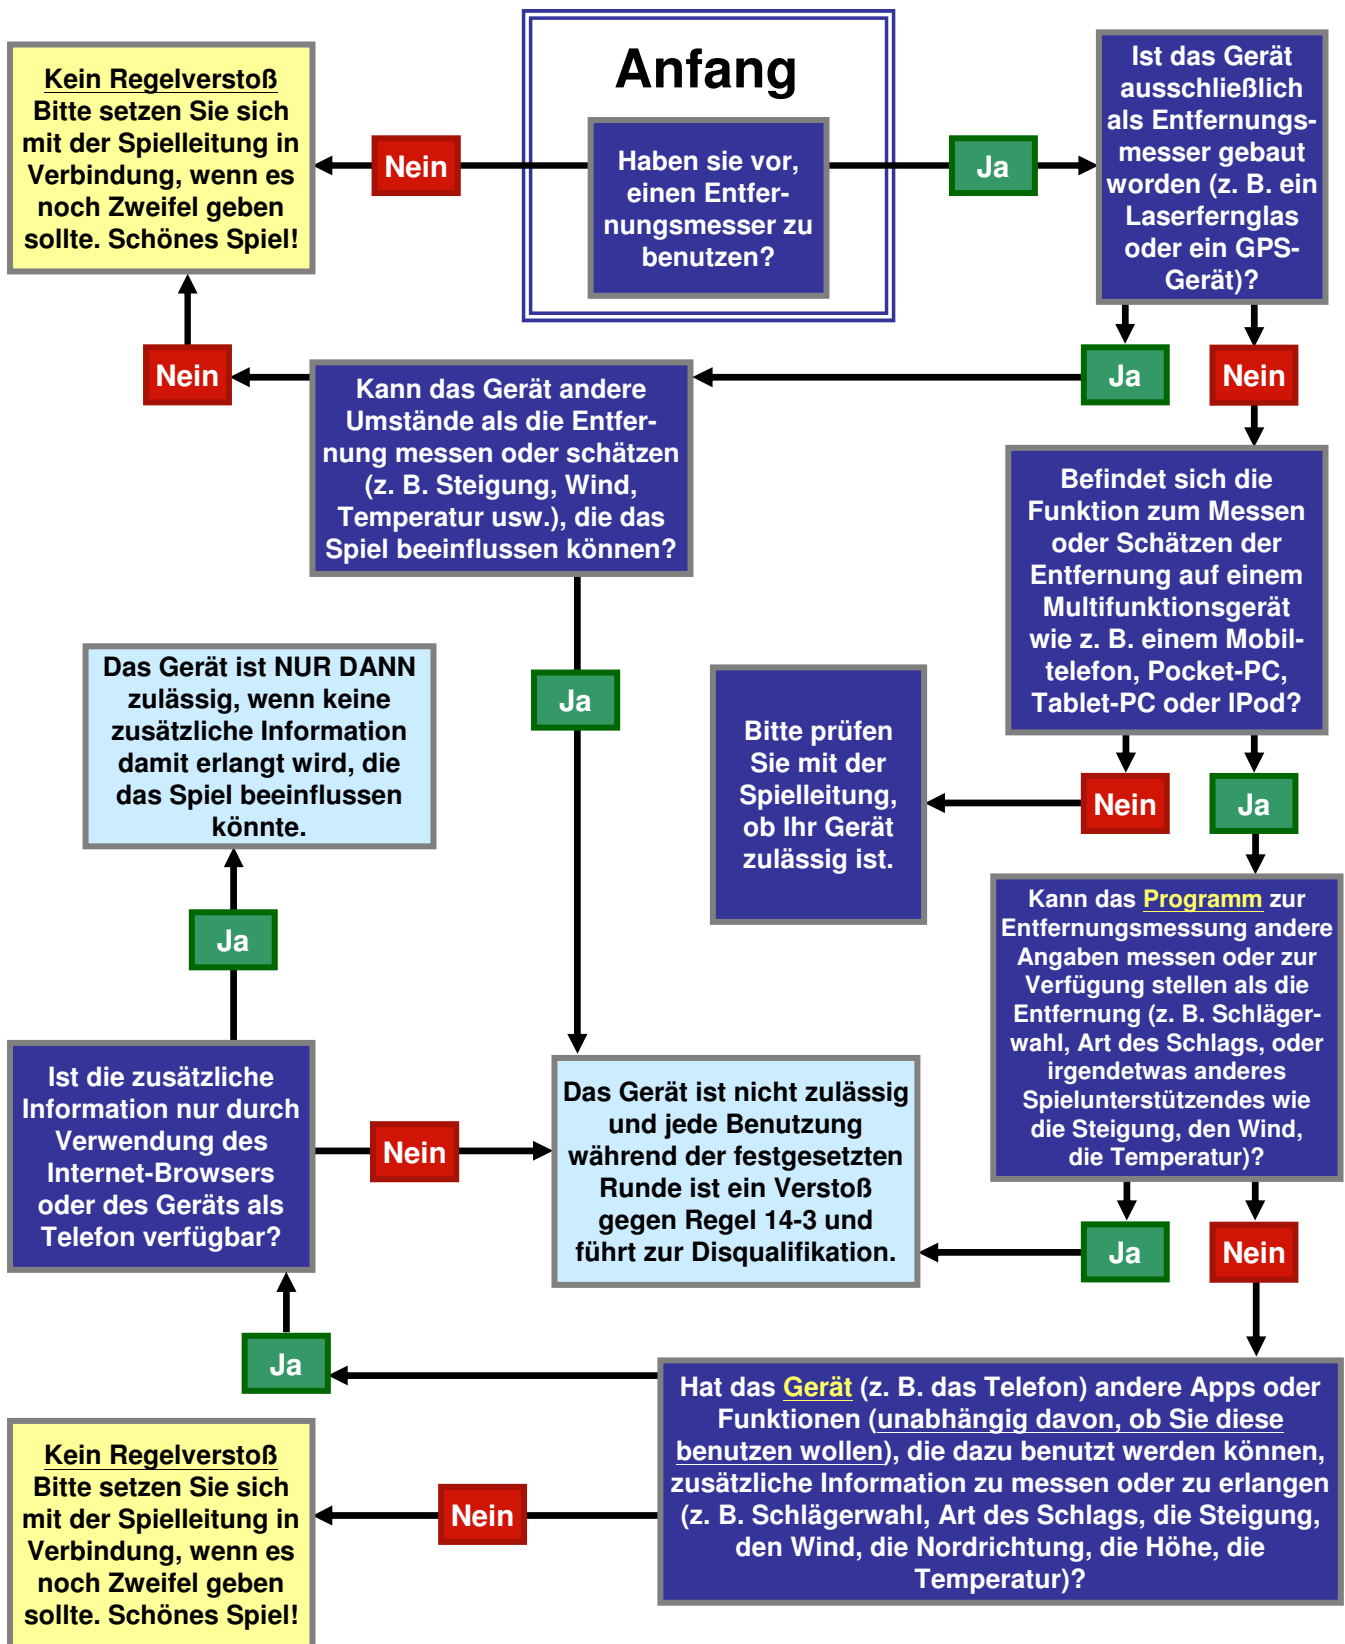 Anfang
Haben sie vor,
einen Entfer-
nungsmesser zu
benutzen?
Nein
Kein Regelverstoß
Bitte setzen Sie sich
mit der Spielleitung in
Verbindung, wenn es
noch Zweifel geben
sollte. Schönes Spiel!
Ja
Ist das Gerät
ausschließlich
als Entfernungs-
messer gebaut
worden (z. B. ein
Laserfernglas
oder ein GPS-
Gerät)?
Ja
Nein
Kann das Gerät andere
Umstände als die Entfer-
nung messen oder schätzen
(z. B. Steigung, Wind,
Temperatur usw.), die das
Spiel beeinflussen können?
Nein
Ja
Befindet sich die
Funktion zum Messen
oder Schätzen der
Entfernung auf einem
Multifunktionsgerät
wie z. B. einem Mobil-
telefon, Pocket-PC,
Tablet-PC oder IPod?
Nein
Ja
Bitte prüfen
Sie mit der
Spielleitung,
ob Ihr Gerät
zulässig ist.
Kann das Programm zur
Entfernungsmessung andere
Angaben messen oder zur
Verfügung stellen als die
Entfernung (z. B. Schläger-
wahl, Art des Schlags, oder
irgendetwas anderes
Spielunterstützendes wie
die Steigung, den Wind,
die Temperatur)?
Ja
Nein
Das Gerät ist nicht zulässig
und jede Benutzung
während der festgesetzten
Runde ist ein Verstoß
gegen Regel 14-3 und
führt zur Disqualifikation.
Hat das Gerät (z. B. das Telefon) andere Apps oder
Funktionen (unabhängig davon, ob Sie diese
benutzen wollen), die dazu benutzt werden können,
zusätzliche Information zu messen oder zu erlangen
(z. B. Schlägerwahl, Art des Schlags, die Steigung,
den Wind, die Nordrichtung, die Höhe, die
Temperatur)?
Ja
Nein
Ist die zusätzliche
Information nur durch
Verwendung des
Internet-Browsers
oder des Geräts als
Telefon verfügbar?
Nein
Ja
Das Gerät ist NUR DANN
zulässig, wenn keine
zusätzliche Information
damit erlangt wird, die
das Spiel beeinflussen
könnte.
Kein Regelverstoß
Bitte setzen Sie sich
mit der Spielleitung in
Verbindung, wenn es
noch Zweifel geben
sollte. Schönes Spiel!